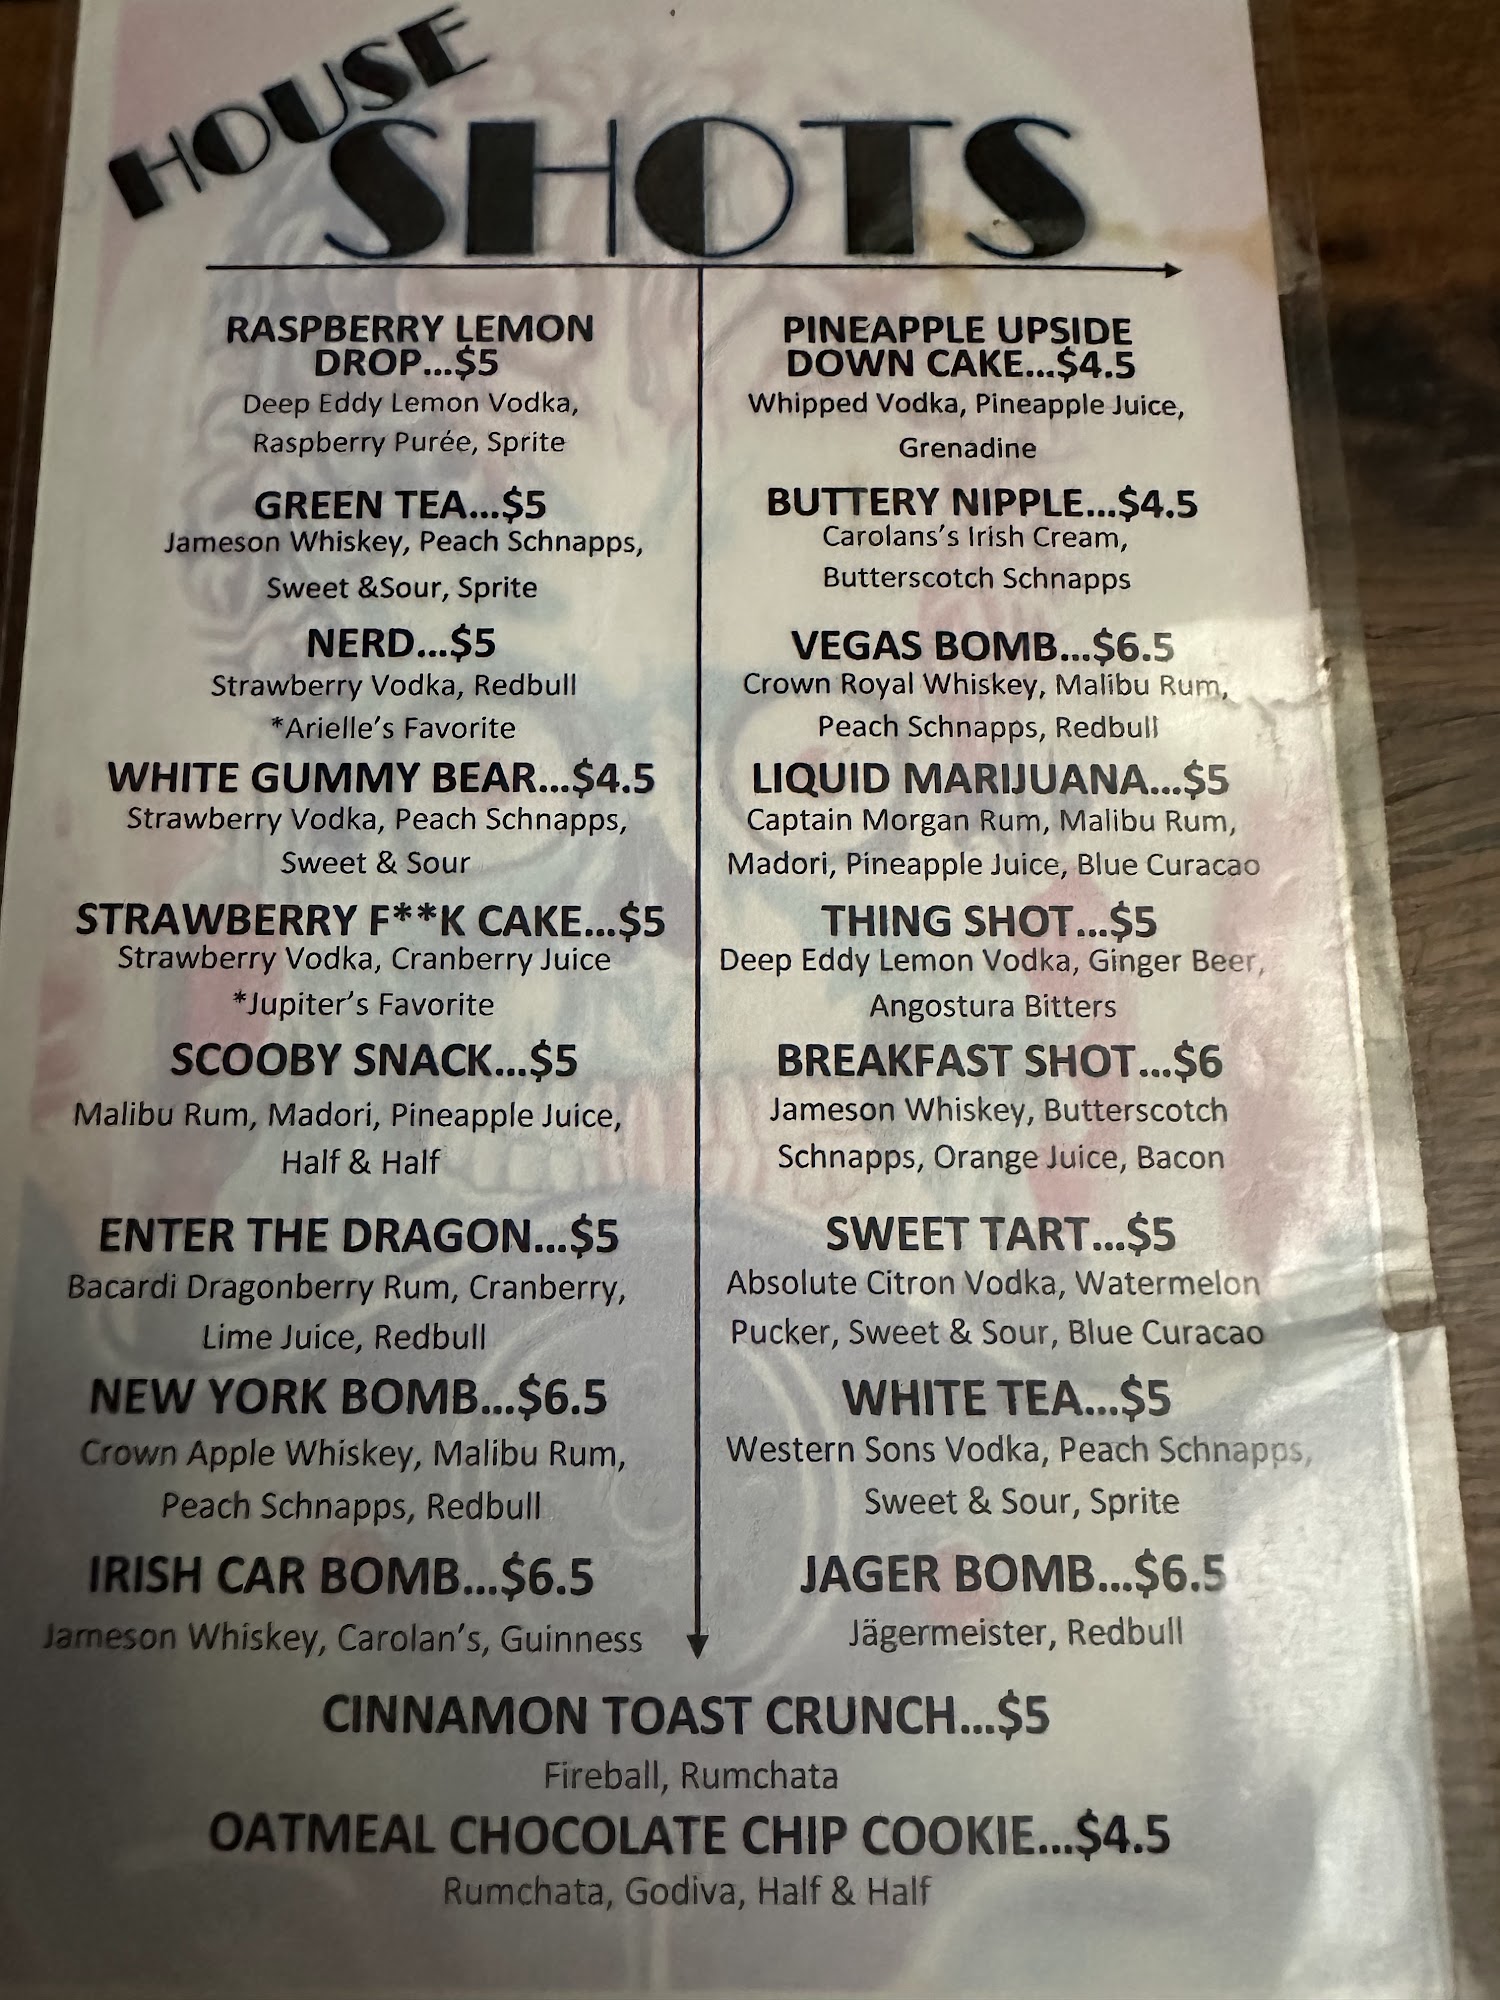 HOUSE
SHOTS
RASPBERRY LEMON
DROP...$5
Deep Eddy Lemon Vodka,
Raspberry Purée, Sprite
GREEN TEA...$5
Jameson Whiskey, Peach Schnapps,
Sweet &Sour, Sprite
NERD...$5
Strawberry Vodka, Redbull
*Arielle's Favorite
WHITE GUMMY BEAR...$4.5
Strawberry Vodka, Peach Schnapps,
Sweet & Sour
STRAWBERRY F**K CAKE...$5
Strawberry Vodka, Cranberry Juice
*Jupiter's Favorite
SCOOBY SNACK...$5
Malibu Rum, Madori, Pineapple Juice,
Half & Half
ENTER THE DRAGON...$5
Bacardi Dragonberry Rum, Cranberry,
Lime Juice, Redbull
NEW YORK BOMB...$6.5
Crown Apple Whiskey, Malibu Rum,
Peach Schnapps, Redbull
IRISH CAR BOMB...$6.5
Jameson Whiskey, Carolan's, Guinness
PINEAPPLE UPSIDE
DOWN CAKE...$4.5
Whipped Vodka, Pineapple Juice,
Grenadine
BUTTERY NIPPLE...$4.5
Carolans's Irish Cream,
Butterscotch Schnapps
VEGAS BOMB...$6.5
Crown Royal Whiskey, Malibu Rum,
Peach Schnapps, Redbull
LIQUID MARIJUANA...$5
Captain Morgan Rum, Malibu Rum,
Madori, Pineapple Juice, Blue Curacao
THING SHOT...$5
Deep Eddy Lemon Vodka, Ginger Beer,
Angostura Bitters
BREAKFAST SHOT...$6
Jameson Whiskey, Butterscotch
Schnapps, Orange Juice, Bacon
SWEET TART...$5
Absolute Citron Vodka, Watermelon
Pucker, Sweet & Sour, Blue Curacao
WHITE TEA...$5
Western Sons Vodka, Peach Schnapps,
Sweet & Sour, Sprite
JAGER BOMB...$6.5
Jägermeister, Redbull
CINNAMON TOAST CRUNCH...$5
Fireball, Rumchata
OATMEAL CHOCOLATE CHIP COOKIE...$4.5
Rumchata, Godiva, Half & Half